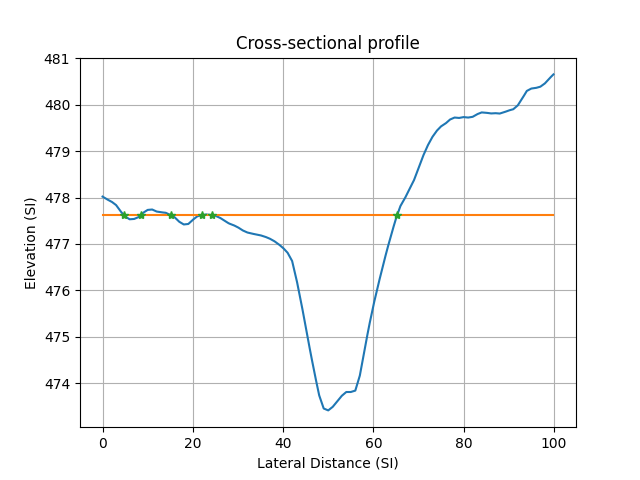 Cross-sectional profile
481
480
479
478
477
476
475
474
Elevation (SI)
0 20 40 60 80 100
Lateral Distance (SI)